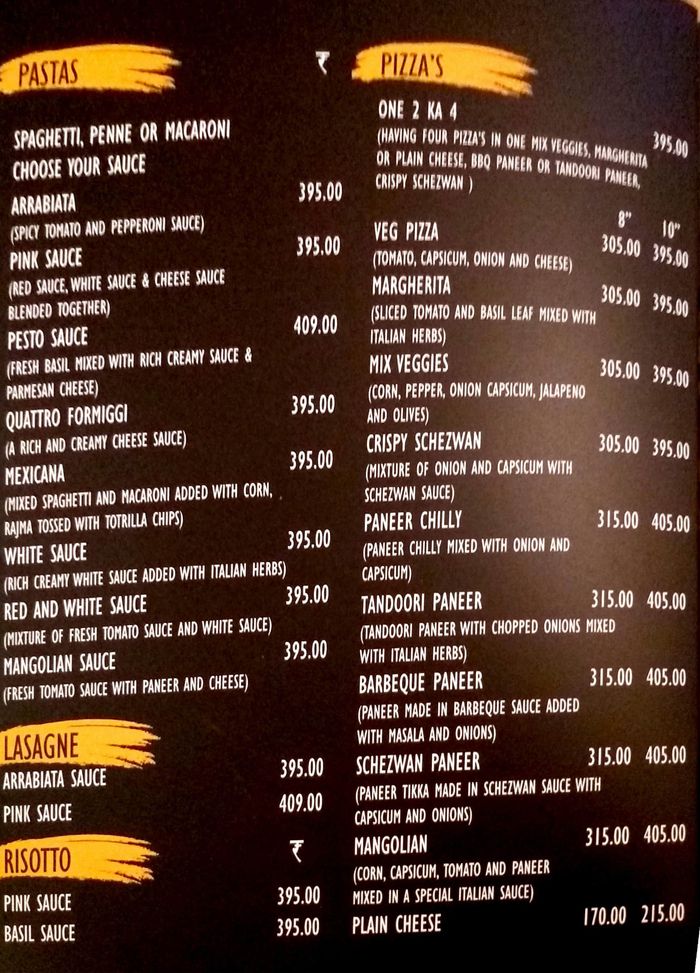 PASTAS ₹
SPAGHETTI, PENNE OR MACARONI
CHOOSE YOUR SAUCE
ARRABIATA 395.00
(SPICY TOMATO AND PEPPERONI SAUCE)
PINK SAUCE 395.00
(RED SAUCE, WHITE SAUCE & CHEESE SAUCE
BLENDED TOGETHER)
PESTO SAUCE 409.00
(FRESH BASIL MIXED WITH RICH CREAMY SAUCE &
PARMESAN CHEESE)
QUATTRO FORMIGGI 395.00
(A RICH AND CREAMY CHEESE SAUCE)
MEXICANA 395.00
(MIXED SPAGHETTI AND MACARONI ADDED WITH CORN,
RAJMA TOSSED WITH TOTRILLA CHIPS)
WHITE SAUCE 395.00
(RICH CREAMY WHITE SAUCE ADDED WITH ITALIAN HERBS)
RED AND WHITE SAUCE 395.00
(MIXTURE OF FRESH TOMATO SAUCE AND WHITE SAUCE)
MANGOLIAN SAUCE 395.00
(FRESH TOMATO SAUCE WITH PANEER AND CHEESE)
LASAGNE
ARRABIATA SAUCE 395.00
PINK SAUCE 409.00
RISOTTO ₹
PINK SAUCE 395.00
BASIL SAUCE 395.00
PIZZA'S
ONE 2 KA 4 395.00
(HAVING FOUR PIZZA'S IN ONE MIX VEGGIES, MARGHERITA
OR PLAIN CHEESE, BBQ PANEER OR TANDOORI PANEER,
CRISPY SCHEZWAN )
8" 10"
VEG PIZZA 305.00 395.00
(TOMATO, CAPSICUM, ONION AND CHEESE)
MARGHERITA 305.00 395.00
(SLICED TOMATO AND BASIL LEAF MIXED WITH
ITALIAN HERBS)
MIX VEGGIES 305.00 395.00
(CORN, PEPPER, ONION CAPSICUM, JALAPENO
AND OLIVES)
CRISPY SCHEZWAN 305.00 395.00
(MIXTURE OF ONION AND CAPSICUM WITH
SCHEZWAN SAUCE)
PANEER CHILLY 315.00 405.00
(PANEER CHILLY MIXED WITH ONION AND
CAPSICUM)
TANDOORI PANEER 315.00 405.00
(TANDOORI PANEER WITH CHOPPED ONIONS MIXED
WITH ITALIAN HERBS)
BARBEQUE PANEER 315.00 405.00
(PANEER MADE IN BARBEQUE SAUCE ADDED
WITH MASALA AND ONIONS)
SCHEZWAN PANEER 315.00 405.00
(PANEER TIKKA MADE IN SCHEZWAN SAUCE WITH
CAPSICUM AND ONIONS)
MANGOLIAN 315.00 405.00
(CORN, CAPSICUM, TOMATO AND PANEER
MIXED IN A SPECIAL ITALIAN SAUCE)
PLAIN CHEESE 170.00 215.00